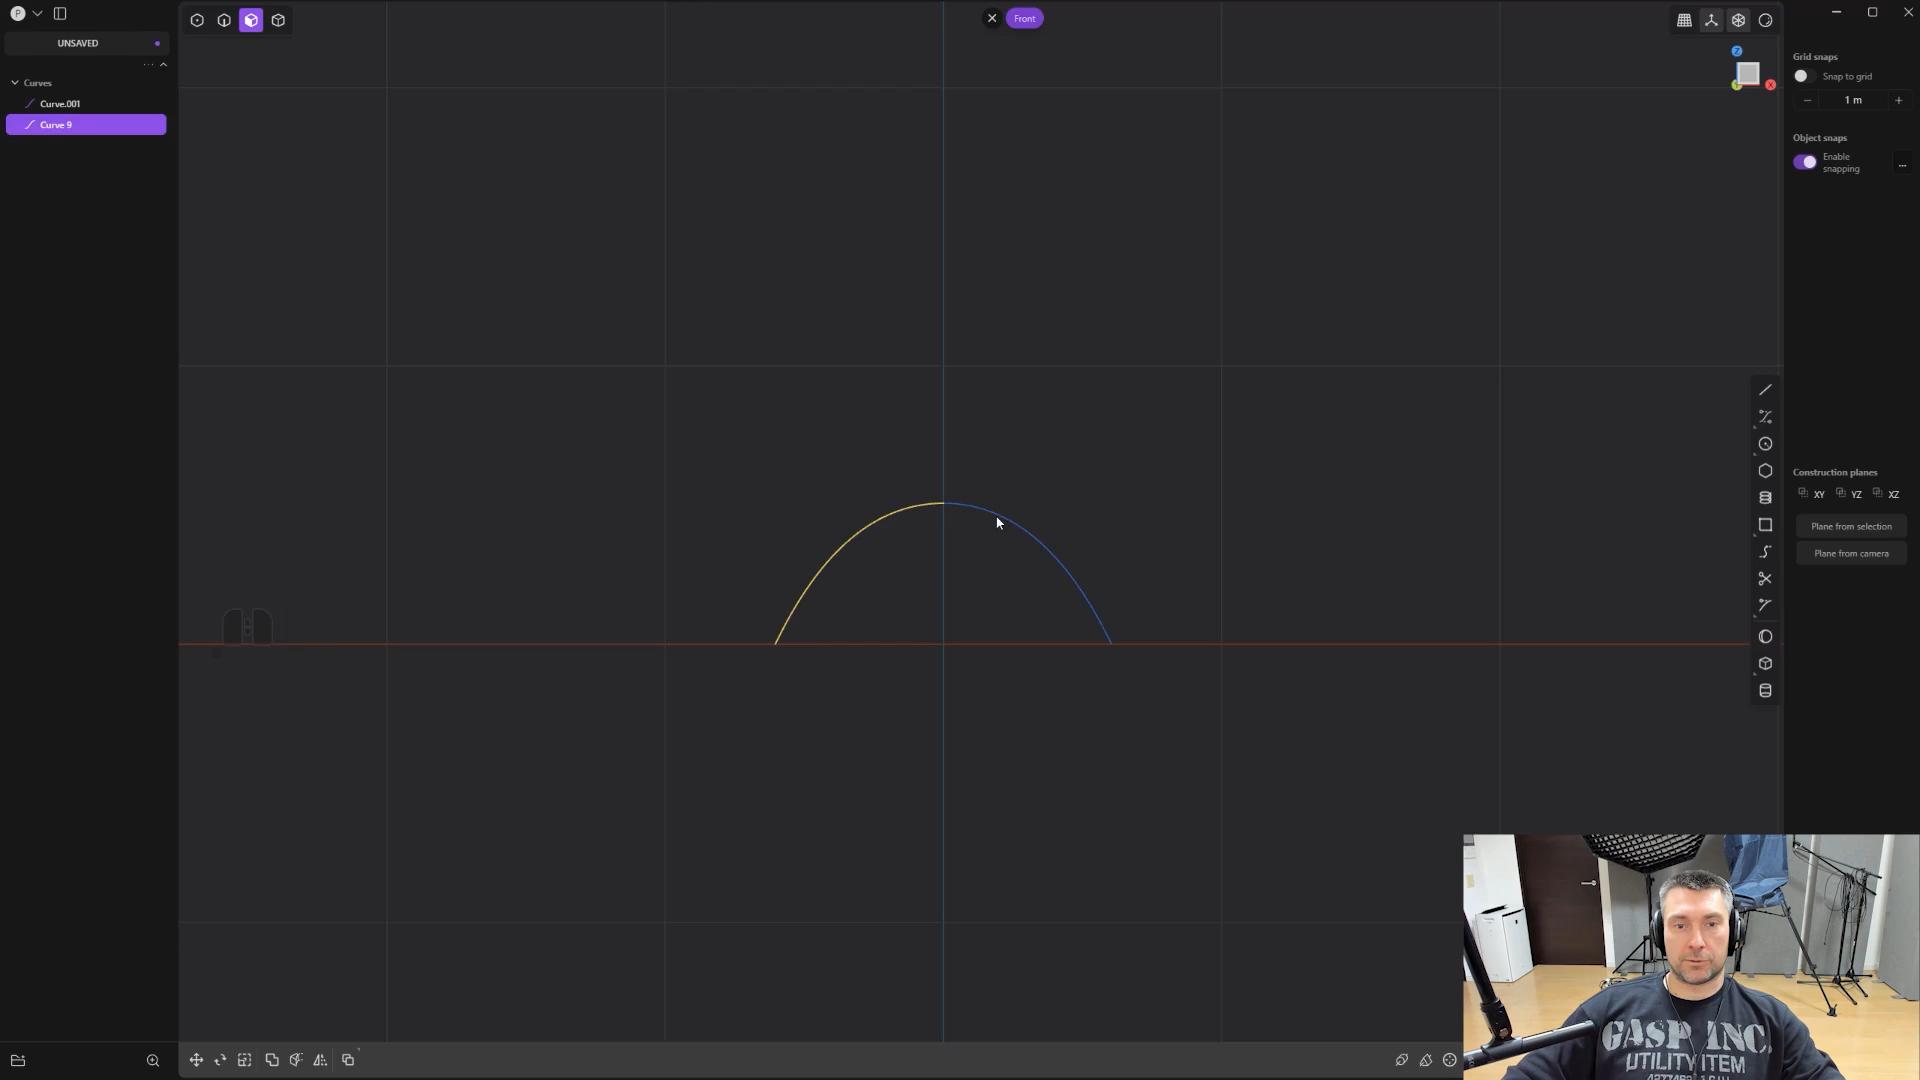 P
UNSAVED
Curves
Curve.001
Curve 9
Front
Z
X
Grid snaps
Snap to grid
1 m
Object snaps
Enable
snapping
...
Construction planes
XY YZ XZ
Plane from selection
Plane from camera
GASP INC.
UTILITY ITEM